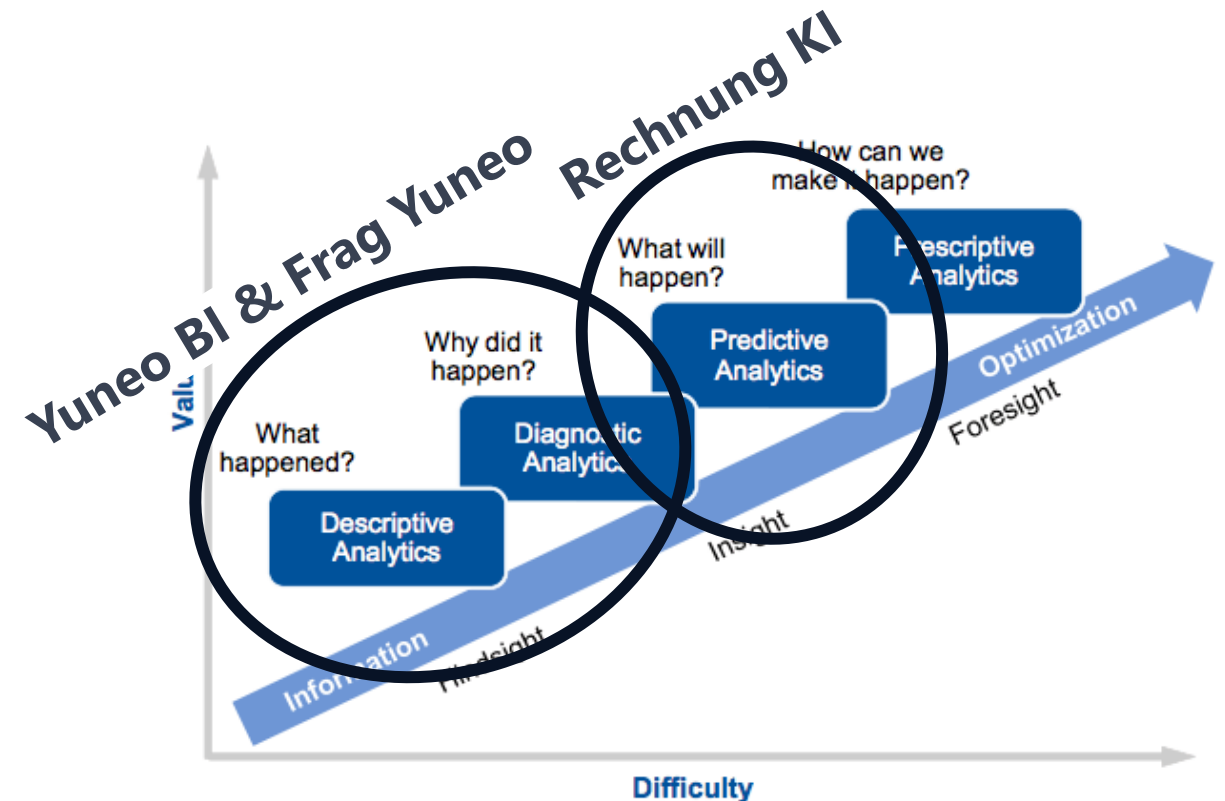 Rechnung KI
Yuneo BI & Frag Yuneo
How can we
make it happen?
Prescriptive
Analytics
What will
happen?
Predictive
Analytics
Why did it
happen?
Diagnostic
Analytics
What
happened?
Descriptive
Analytics
Valu
Optimization
Foresight
Insight
Information
Hindsight
Difficulty